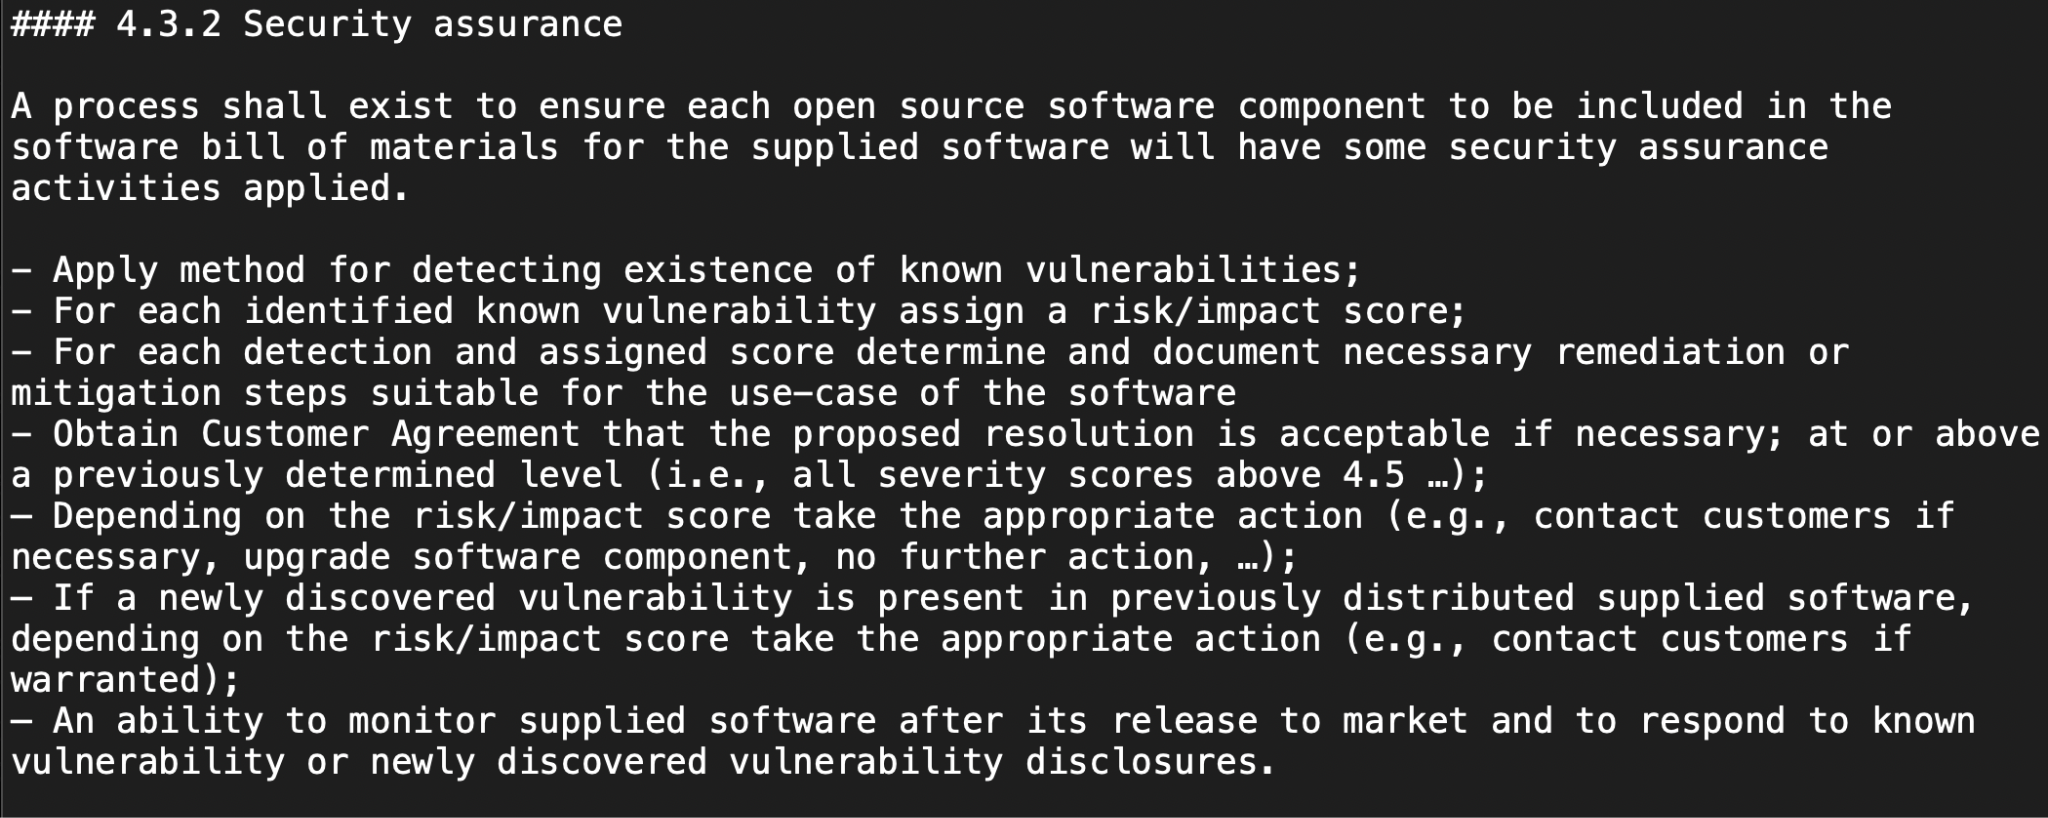 #### 4.3.2 Security assurance
A process shall exist to ensure each open source software component to be included in the
software bill of materials for the supplied software will have some security assurance
activities applied.
– Apply method for detecting existence of known vulnerabilities;
– For each identified known vulnerability assign a risk/impact score;
– For each detection and assigned score determine and document necessary remediation or
mitigation steps suitable for the use–case of the software
– Obtain Customer Agreement that the proposed resolution is acceptable if necessary; at or above
a previously determined level (i.e., all severity scores above 4.5 …);
– Depending on the risk/impact score take the appropriate action (e.g., contact customers if
necessary, upgrade software component, no further action, …);
– If a newly discovered vulnerability is present in previously distributed supplied software,
depending on the risk/impact score take the appropriate action (e.g., contact customers if
warranted);
– An ability to monitor supplied software after its release to market and to respond to known
vulnerability or newly discovered vulnerability disclosures.